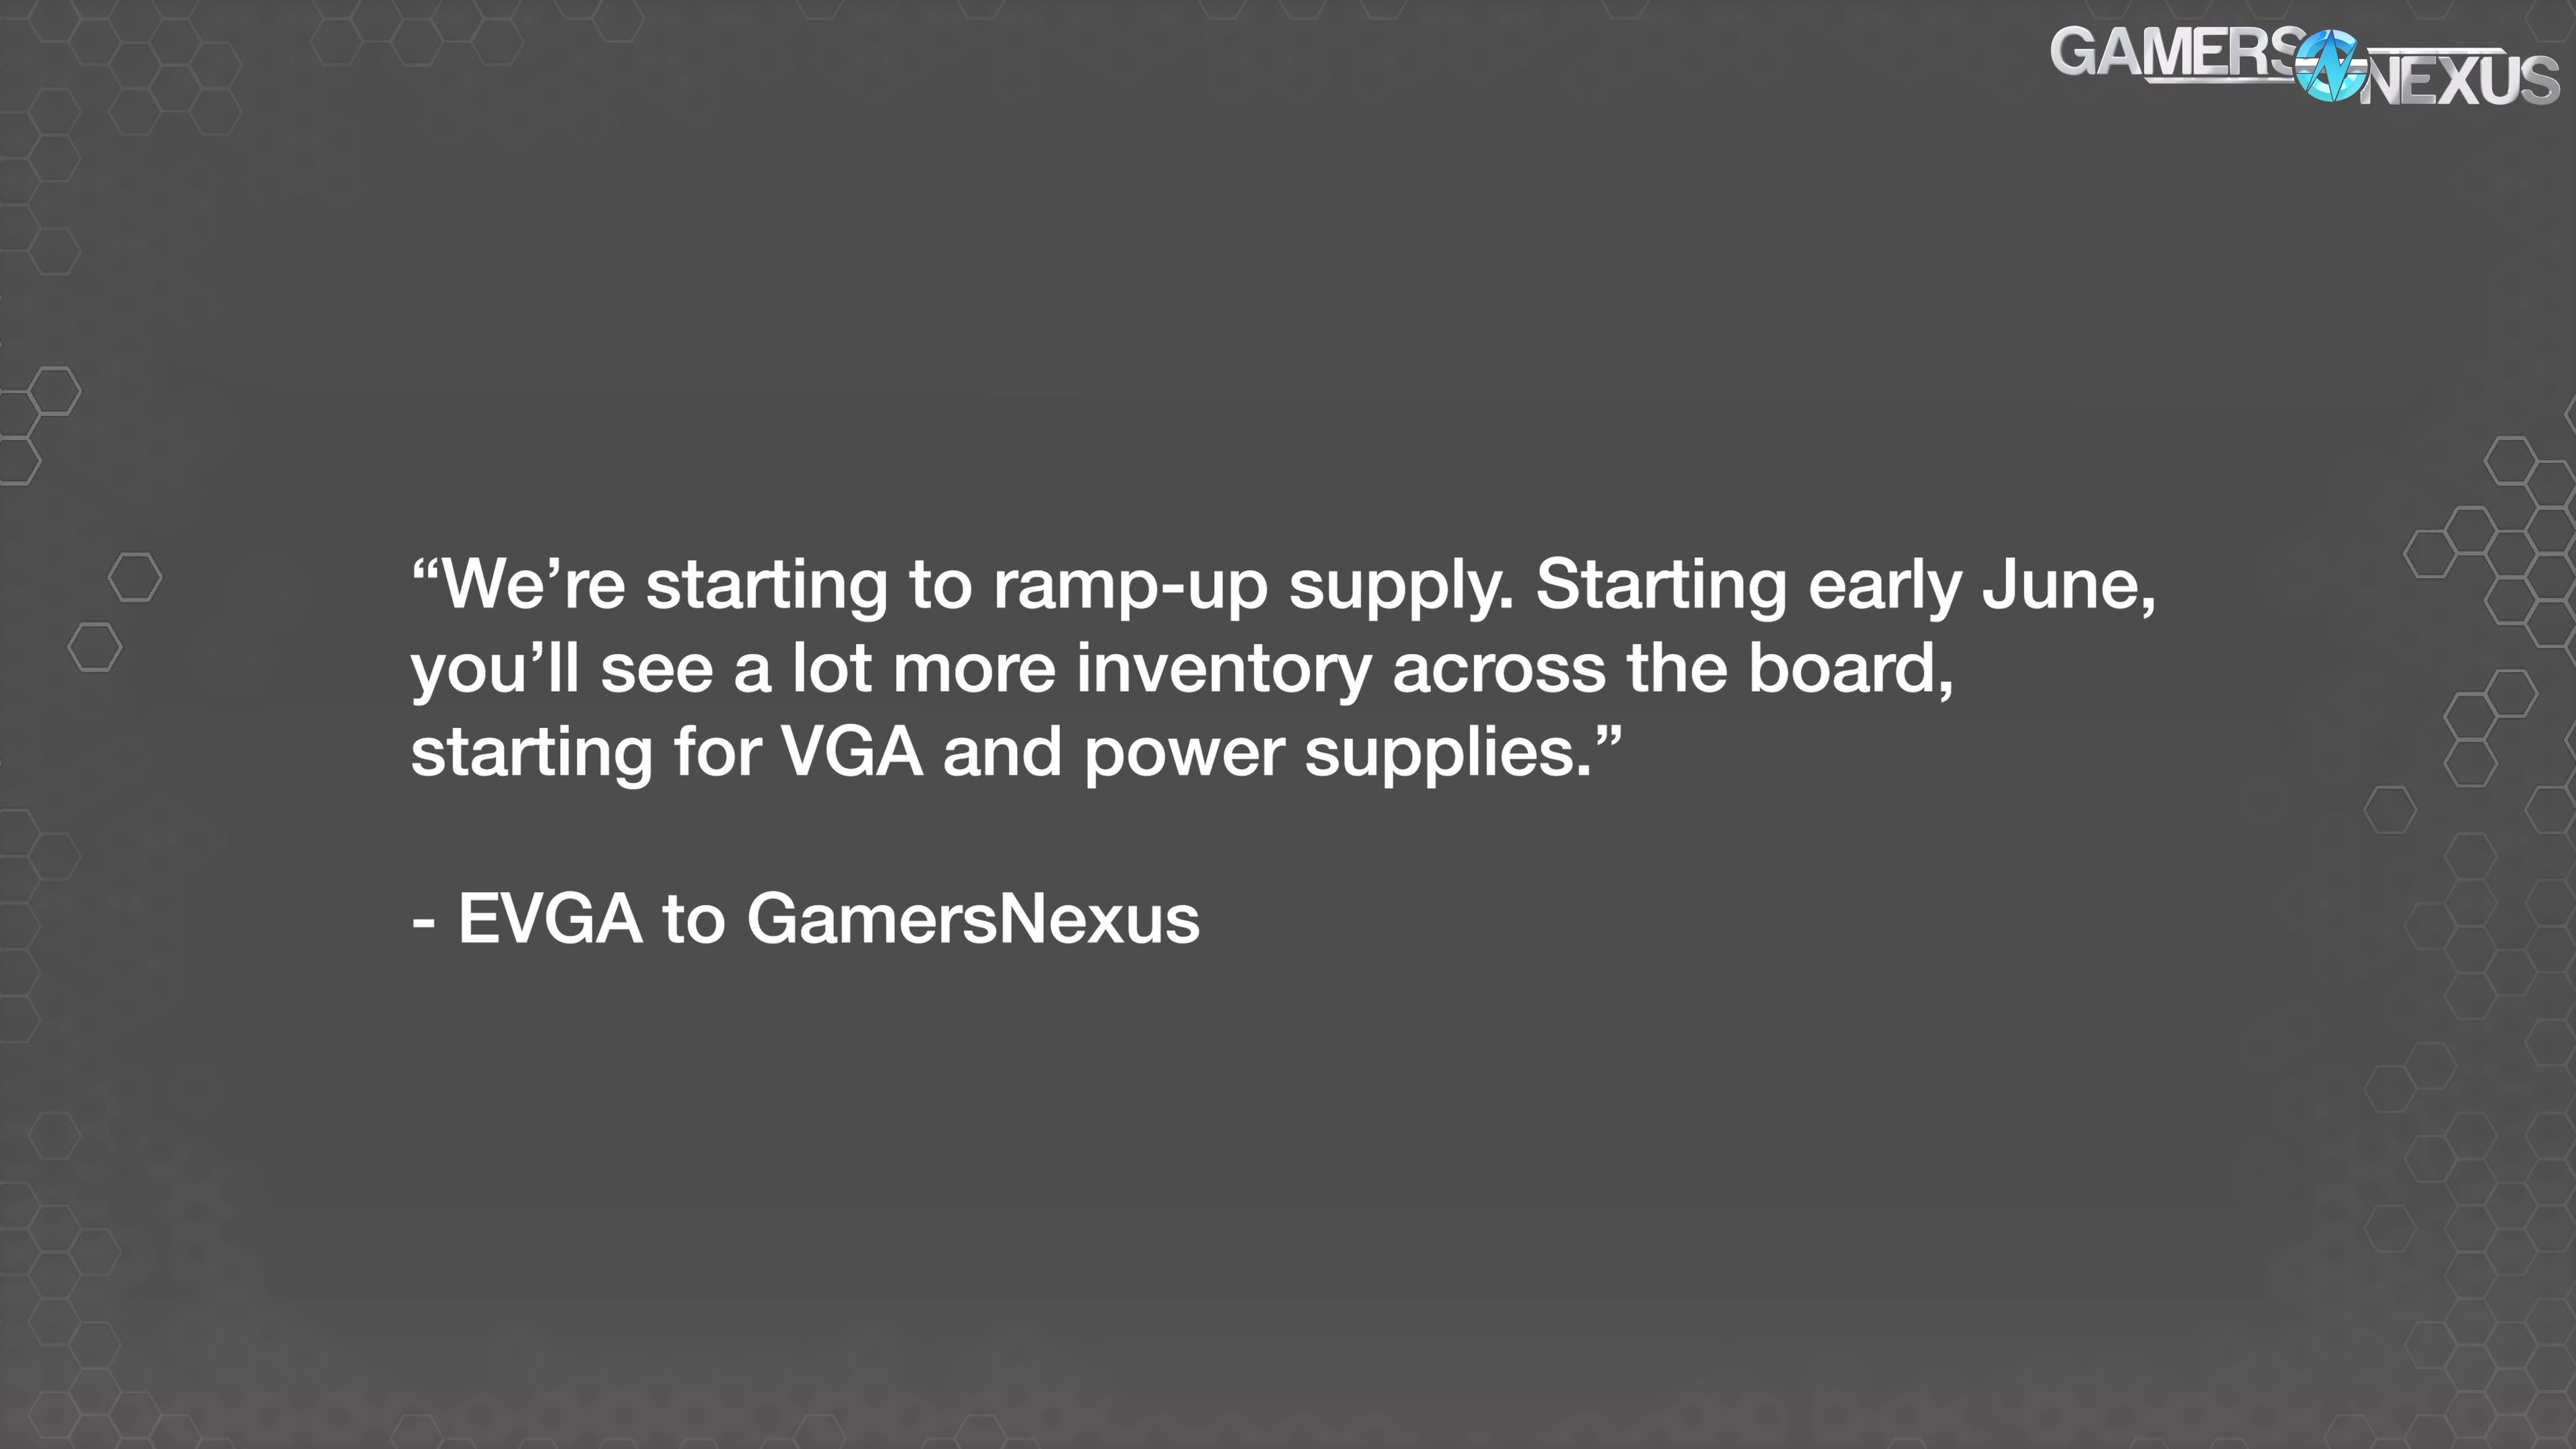 GAMERS NEXUS
“We’re starting to ramp-up supply. Starting early June,
you’ll see a lot more inventory across the board,
starting for VGA and power supplies.”
- EVGA to GamersNexus